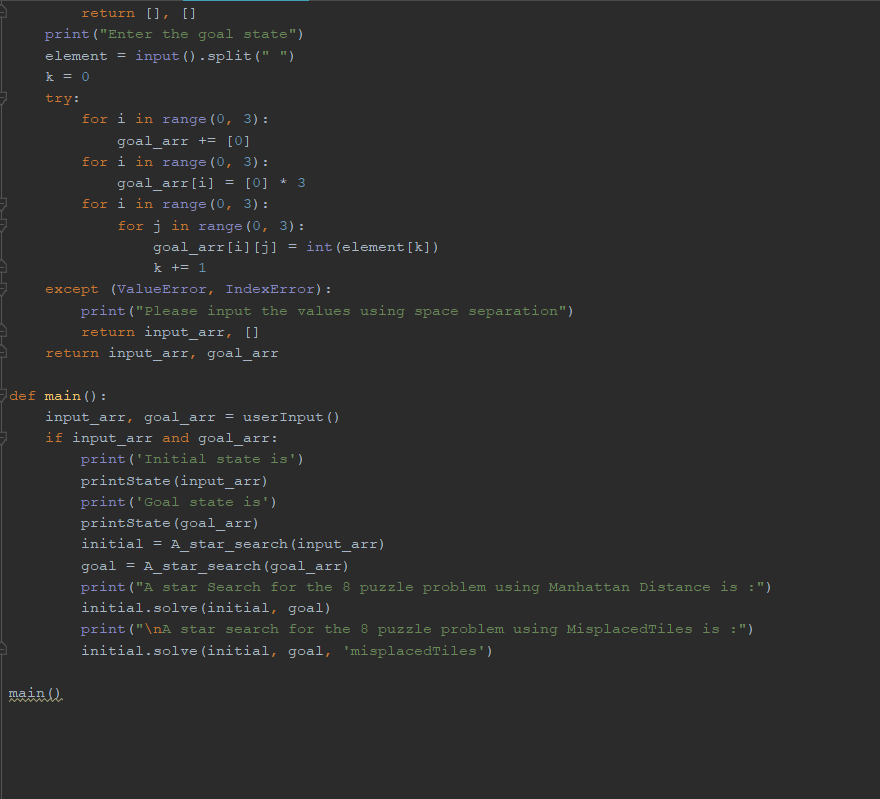 return [], []
    print("Enter the goal state")
    element = input().split(" ")
    k = 0
    try:
        for i in range(0, 3):
            goal_arr += [0]
        for i in range(0, 3):
            goal_arr[i] = [0] * 3
        for i in range(0, 3):
            for j in range(0, 3):
                goal_arr[i][j] = int(element[k])
                k += 1
    except (ValueError, IndexError):
        print("Please input the values using space separation")
        return input_arr, []
    return input_arr, goal_arr

def main():
    input_arr, goal_arr = userInput()
    if input_arr and goal_arr:
        print('Initial state is')
        printState(input_arr)
        print('Goal state is')
        printState(goal_arr)
        initial = A_star_search(input_arr)
        goal = A_star_search(goal_arr)
        print("A star Search for the 8 puzzle problem using Manhattan Distance is :")
        initial.solve(initial, goal)
        print("\nA star search for the 8 puzzle problem using MisplacedTiles is :")
        initial.solve(initial, goal, 'misplacedTiles')

main()